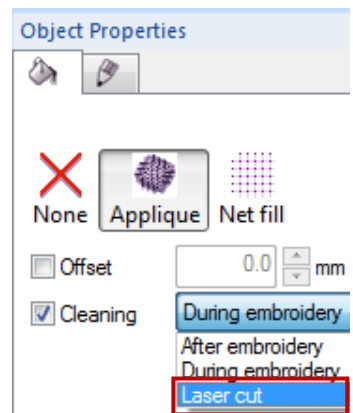 Object Properties
None Applique Net fill
Offset 0.0 mm
Cleaning During embroidery
After embroidery
During embroidery
Laser cut